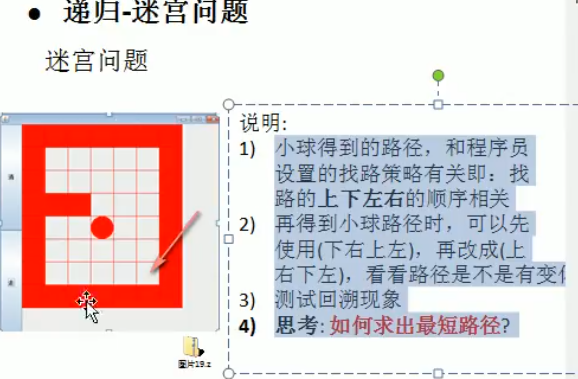 ● 递归-迷宫问题
迷宫问题
说明:
1) 小球得到的路径，和程序员
设置的找路策略有关即：找
路的上下左右的顺序相关
2) 再得到小球路径时，可以先
使用(下右上左)，再改成(上
右下左)，看看路径是不是有变
3) 测试回溯现象
4) 思考: 如何求出最短路径?
图片19.z